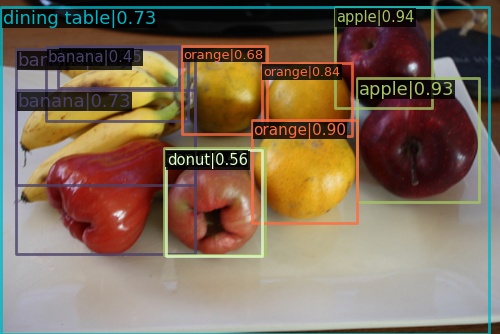 dining table|0.73
apple|0.94
banana|0.45
orange|0.68
orange|0.84
apple|0.93
banana|0.73
orange|0.90
donut|0.56